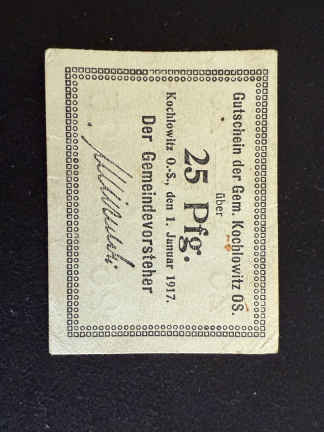 Gutschein der Gem. Kochlowitz OS.
über
25 Pfg.
Kochlowitz O.-S., den 1. Januar 1917.
Der Gemeindevorsteher